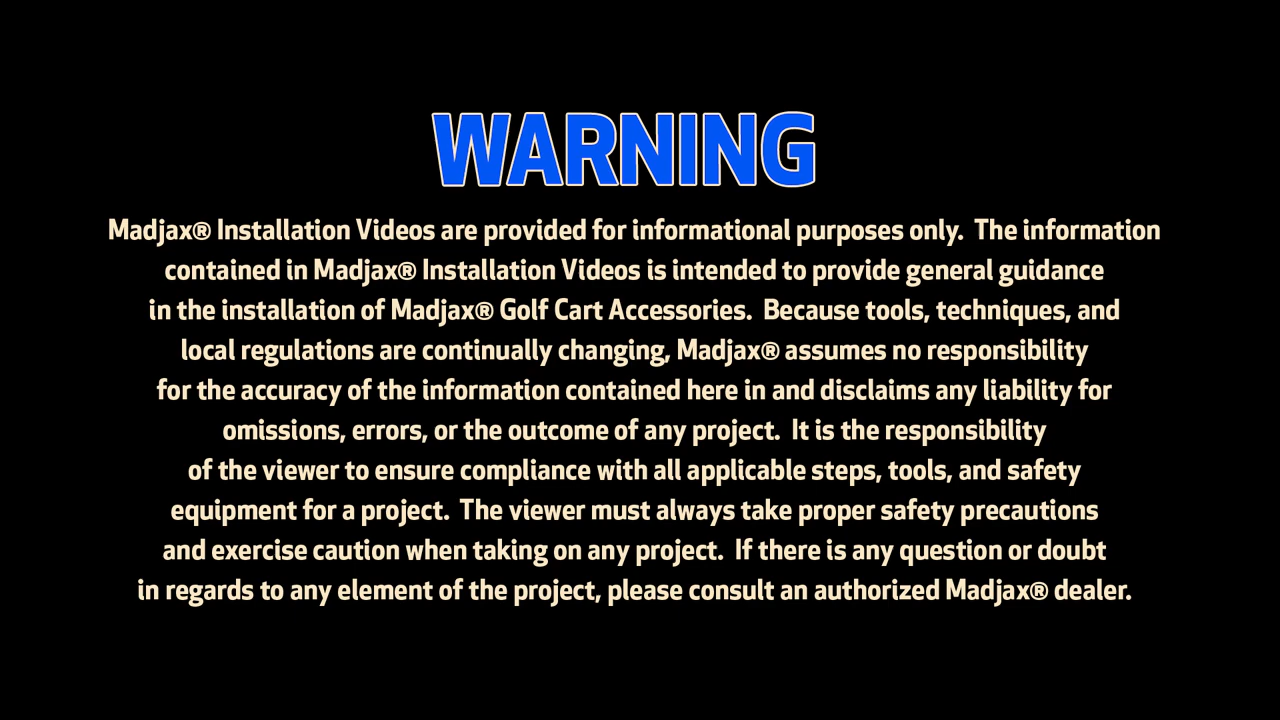 WARNING
Madjax® Installation Videos are provided for informational purposes only.  The information
contained in Madjax® Installation Videos is intended to provide general guidance
in the installation of Madjax® Golf Cart Accessories.  Because tools, techniques, and
local regulations are continually changing, Madjax® assumes no responsibility
for the accuracy of the information contained here in and disclaims any liability for
omissions, errors, or the outcome of any project.  It is the responsibility
of the viewer to ensure compliance with all applicable steps, tools, and safety
equipment for a project.  The viewer must always take proper safety precautions
and exercise caution when taking on any project.  If there is any question or doubt
in regards to any element of the project, please consult an authorized Madjax® dealer.